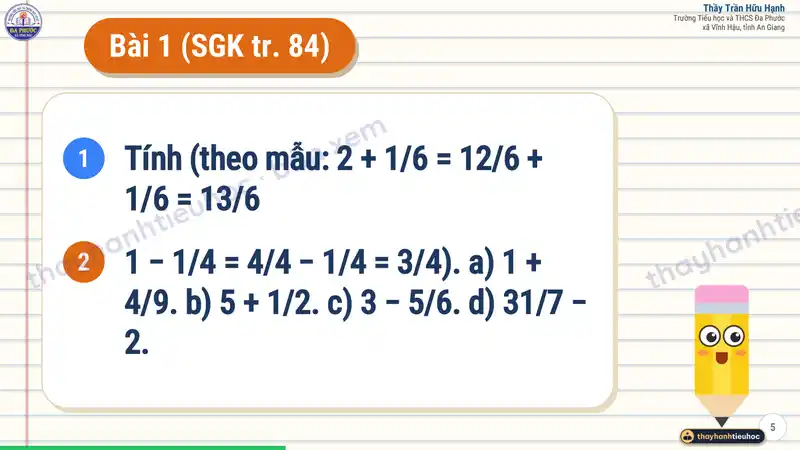 Thầy Trần Hữu Hạnh
Trường Tiểu học và THCS Đa Phước
xã Vĩnh Hậu, tỉnh An Giang
ĐA PHƯỚC
Bài 1 (SGK tr. 84)
1
Tính (theo mẫu: 2 + 1/6 = 12/6 +
1/6 = 13/6
2
1 − 1/4 = 4/4 − 1/4 = 3/4). a) 1 +
4/9. b) 5 + 1/2. c) 3 − 5/6. d) 31/7 −
2.
5
thayhanhtieuhoc